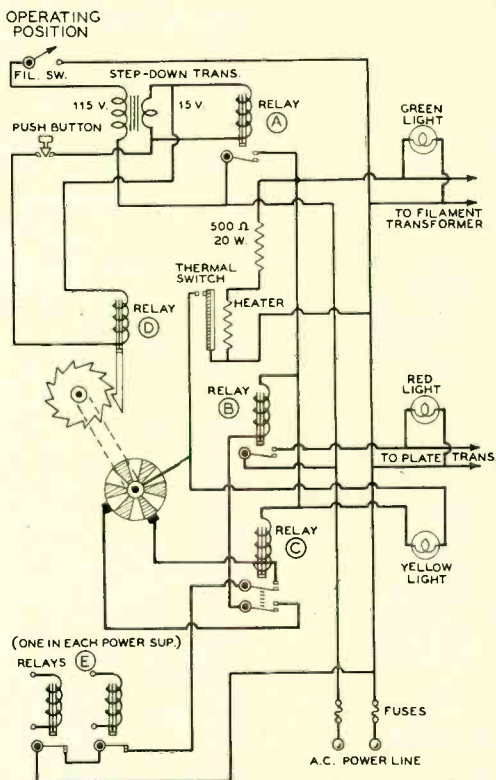 OPERATING
POSITION
FIL. SW.
STEP-DOWN TRANS.
115 V.
15 V.
RELAY
A
PUSH BUTTON
GREEN
LIGHT
TO FILAMENT
TRANSFORMER
500 Ω
20 W.
THERMAL
SWITCH
HEATER
RELAY
D
RELAY
B
RED
LIGHT
TO PLATE TRANS.
RELAY
C
YELLOW
LIGHT
(ONE IN EACH POWER SUP.)
RELAYS E
FUSES
A.C. POWER LINE